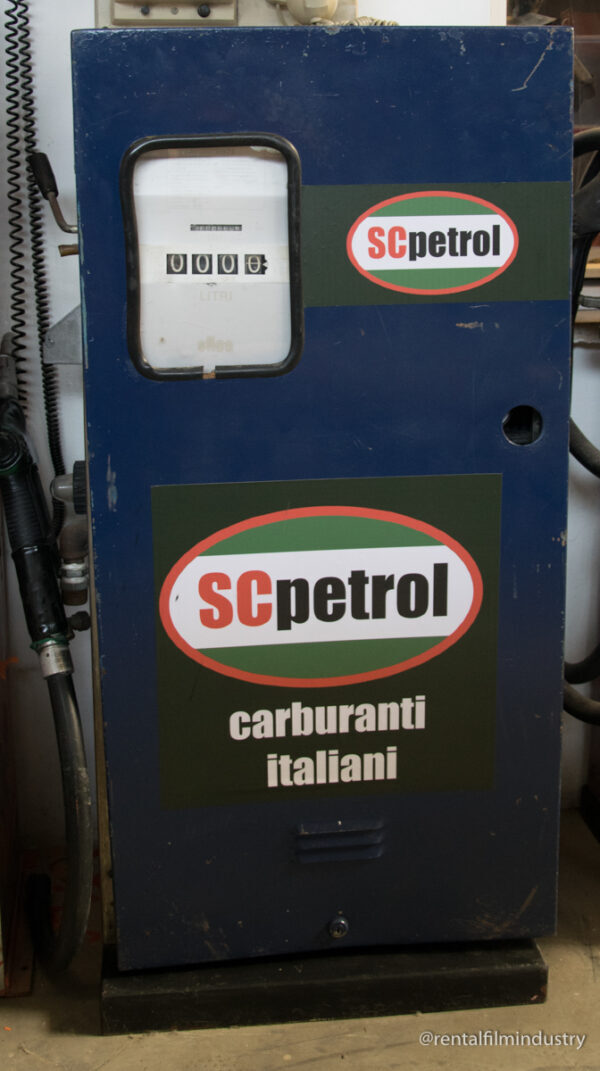 SCpetrol
0000
LITRI
SCpetrol
carburanti
italiani
@rentalfilmindustry